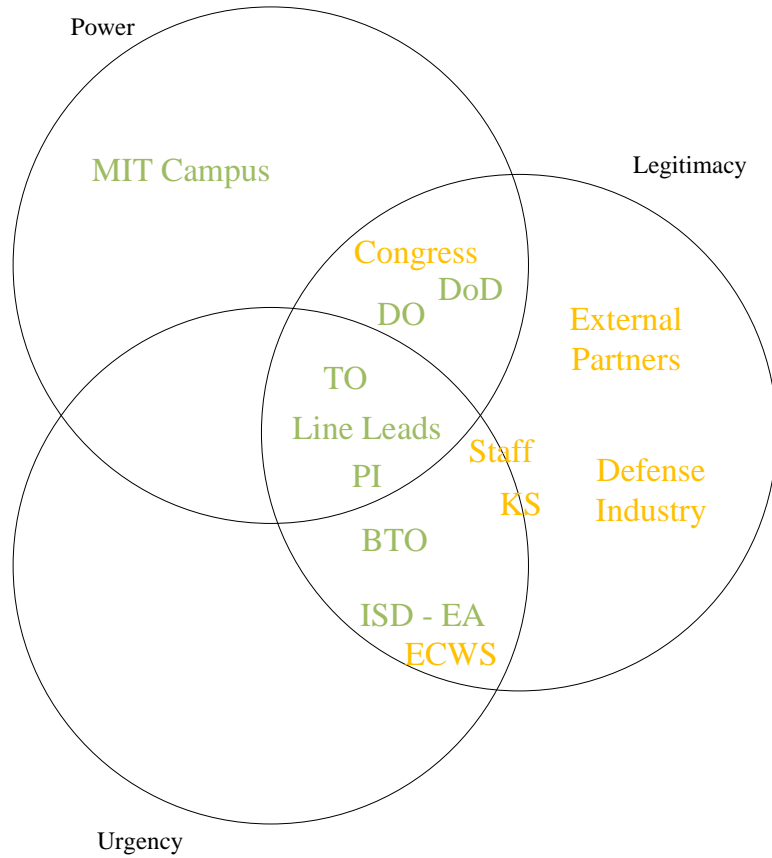 Power
MIT Campus
Legitimacy
Congress
DoD
DO
External
Partners
TO
Line Leads
Staff
PI
Defense
Industry
KS
BTO
ISD - EA
ECWS
Urgency